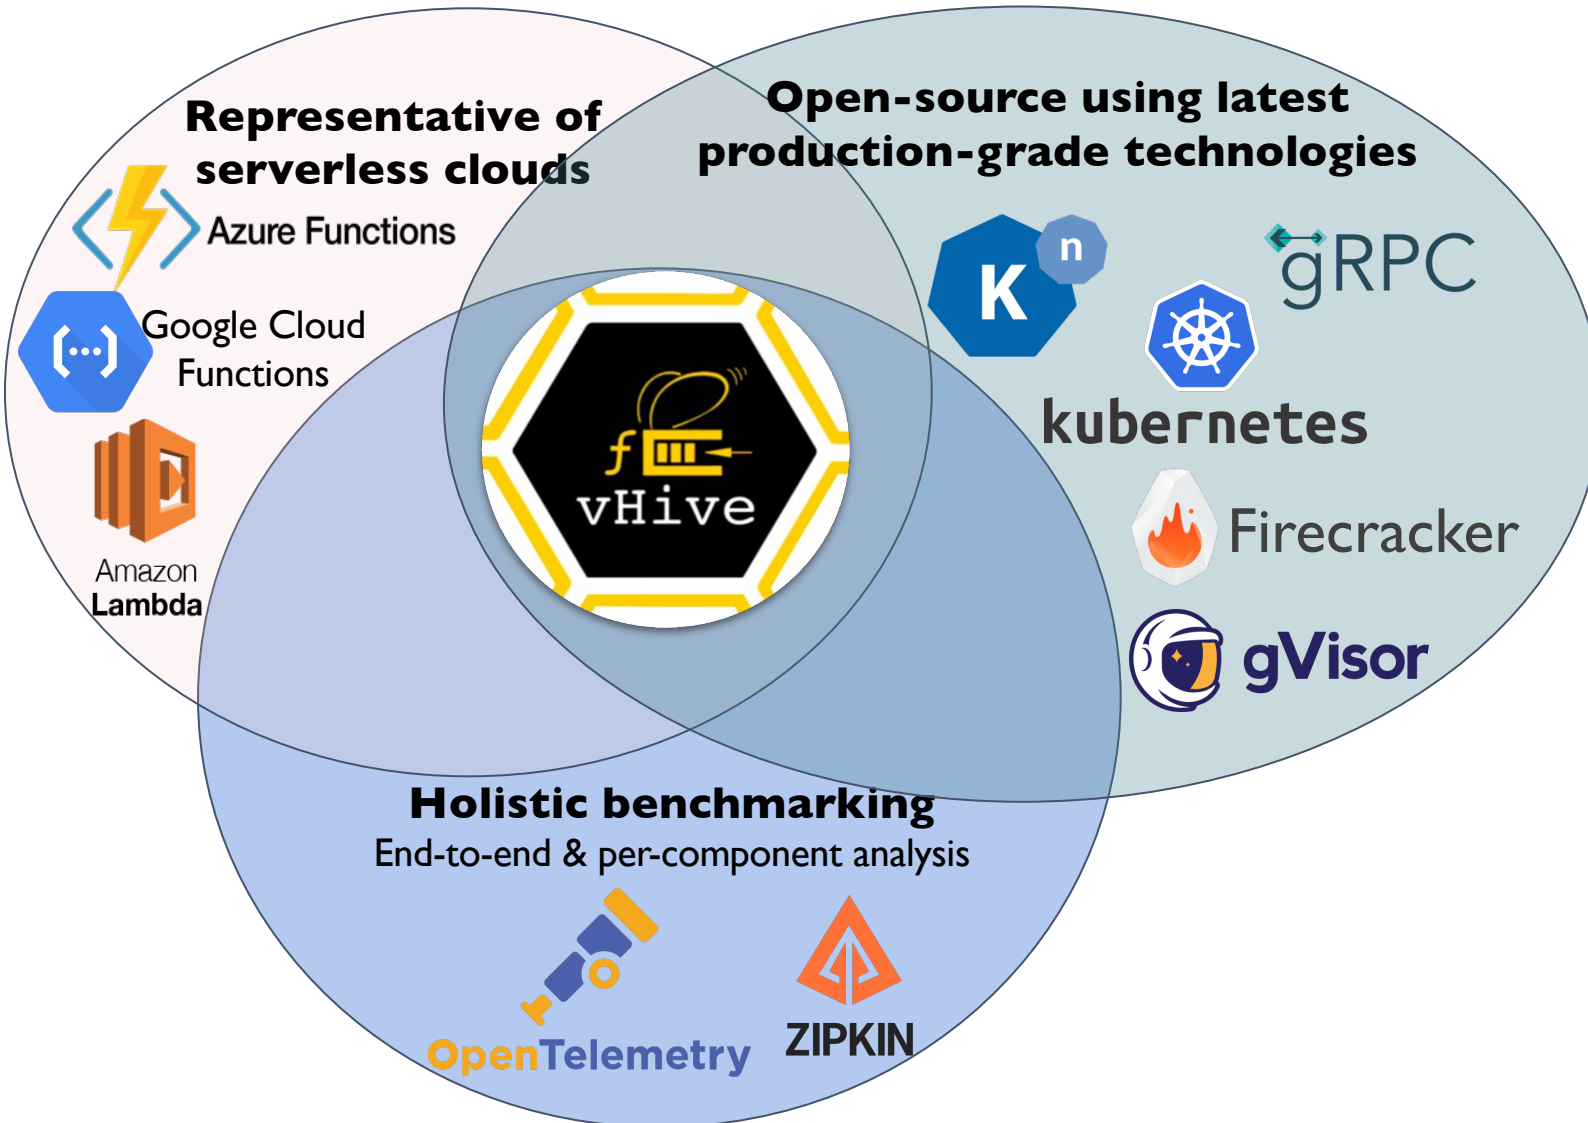 Representative of
serverless clouds
Azure Functions
Google Cloud
Functions
Amazon
Lambda
Open-source using latest
production-grade technologies
K n
gRPC
kubernetes
Firecracker
gVisor
f
vHive
Holistic benchmarking
End-to-end & per-component analysis
OpenTelemetry
ZIPKIN